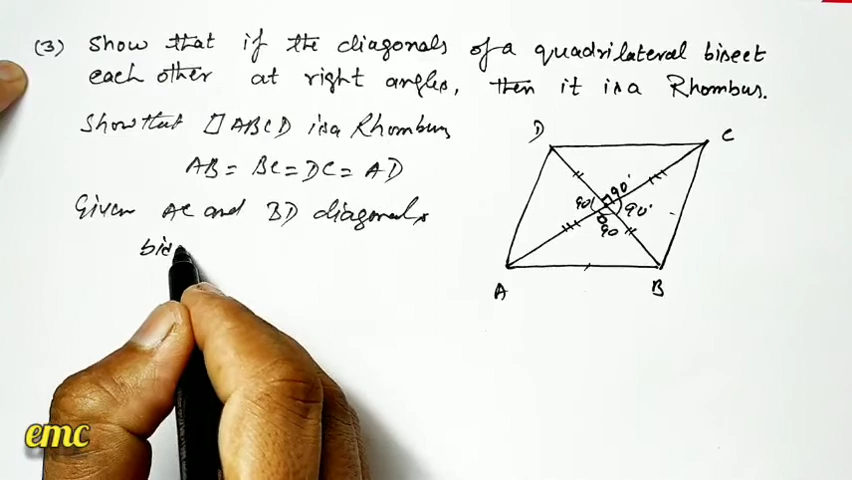 (3) Show that if the diagonals of a quadrilateral bisect
each other at right angles, then it is a Rhombus.
Show that □ABCD is a Rhombus
AB = BC = DC = AD
Given AC and BD diagonals
bis
D
C
90°
90
90°
O
90
A
B
emc